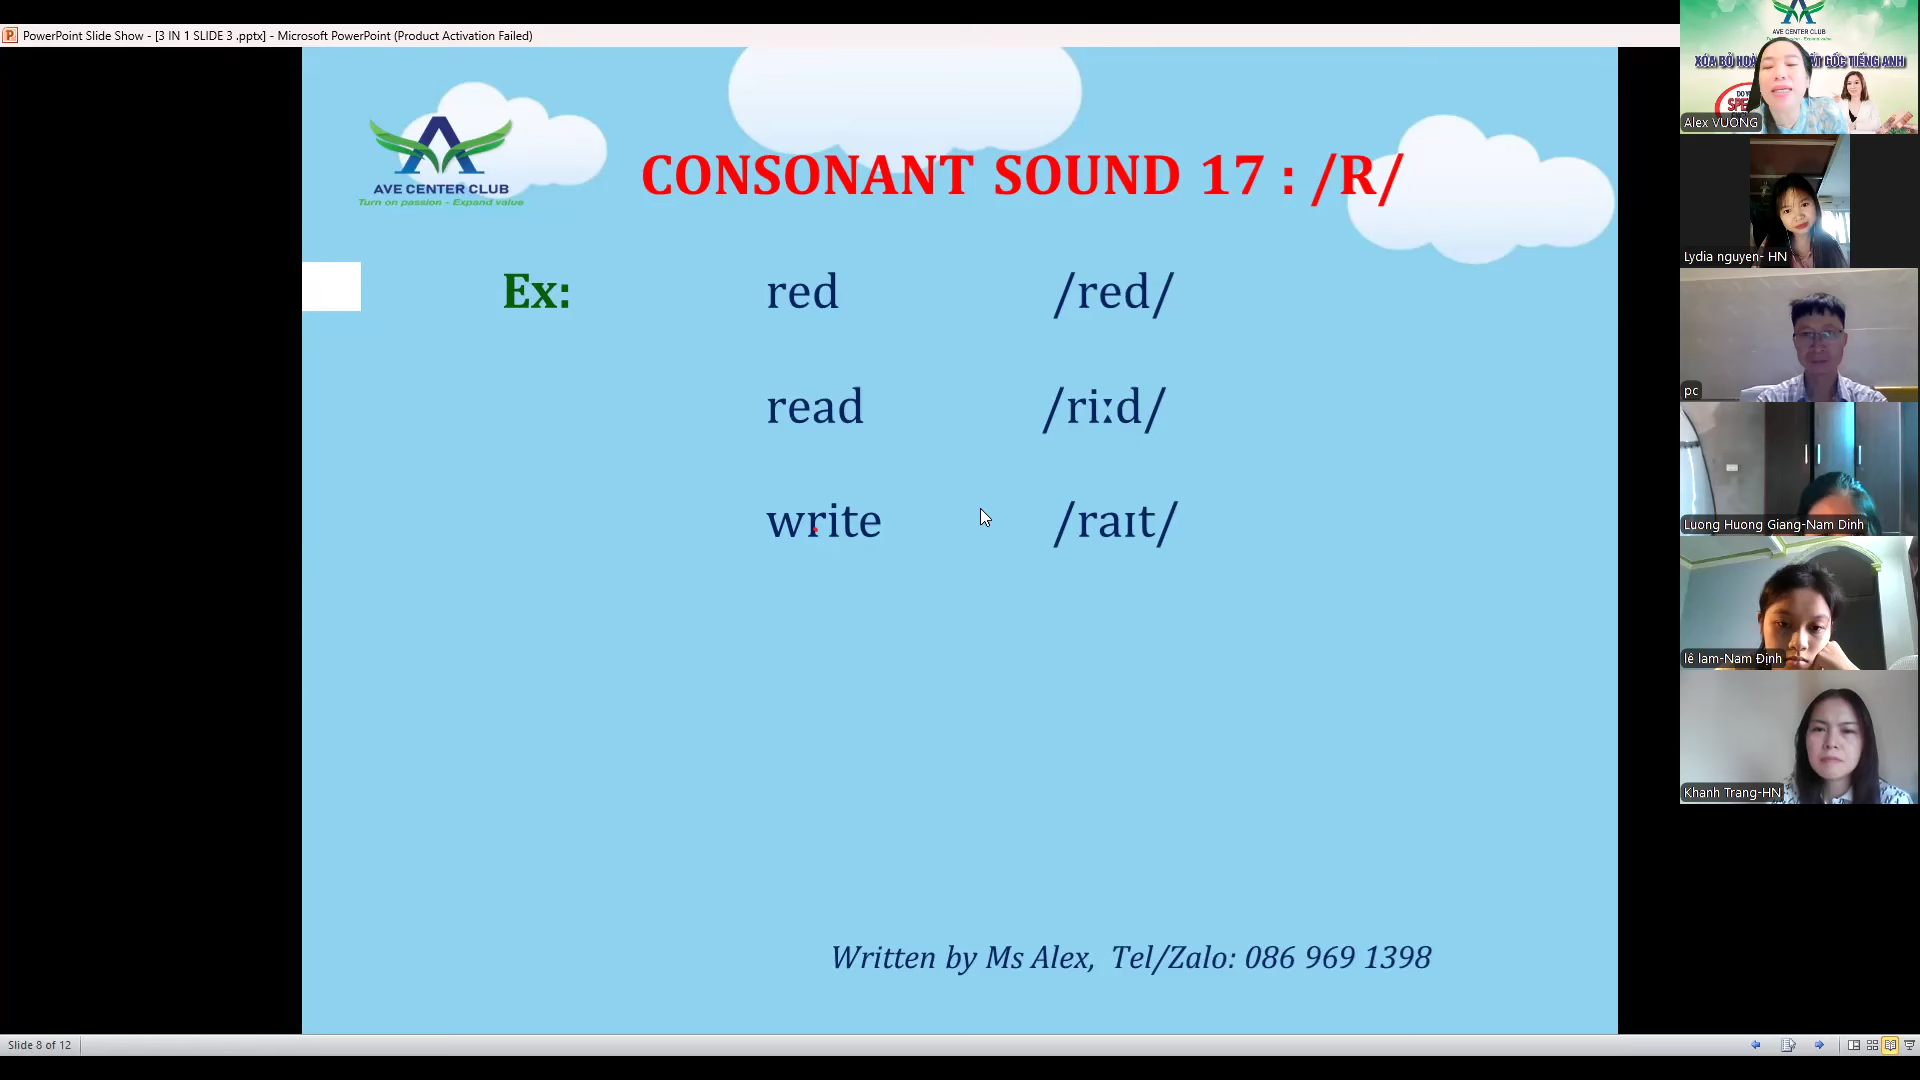 PowerPoint Slide Show - [3 IN 1 SLIDE 3 .pptx] - Microsoft PowerPoint (Product Activation Failed)
AVE CENTER CLUB
Turn on passion - Expand value
CONSONANT SOUND 17 : /R/
Ex: red /red/
read /riːd/
write /raɪt/
Written by Ms Alex, Tel/Zalo: 086 969 1398
Slide 8 of 12
AVE CENTER CLUB
Alex VUONG
Lydia nguyen- HN
pc
Luong Huong Giang-Nam Dinh
lê lam-Nam Định
Khanh Trang-HN